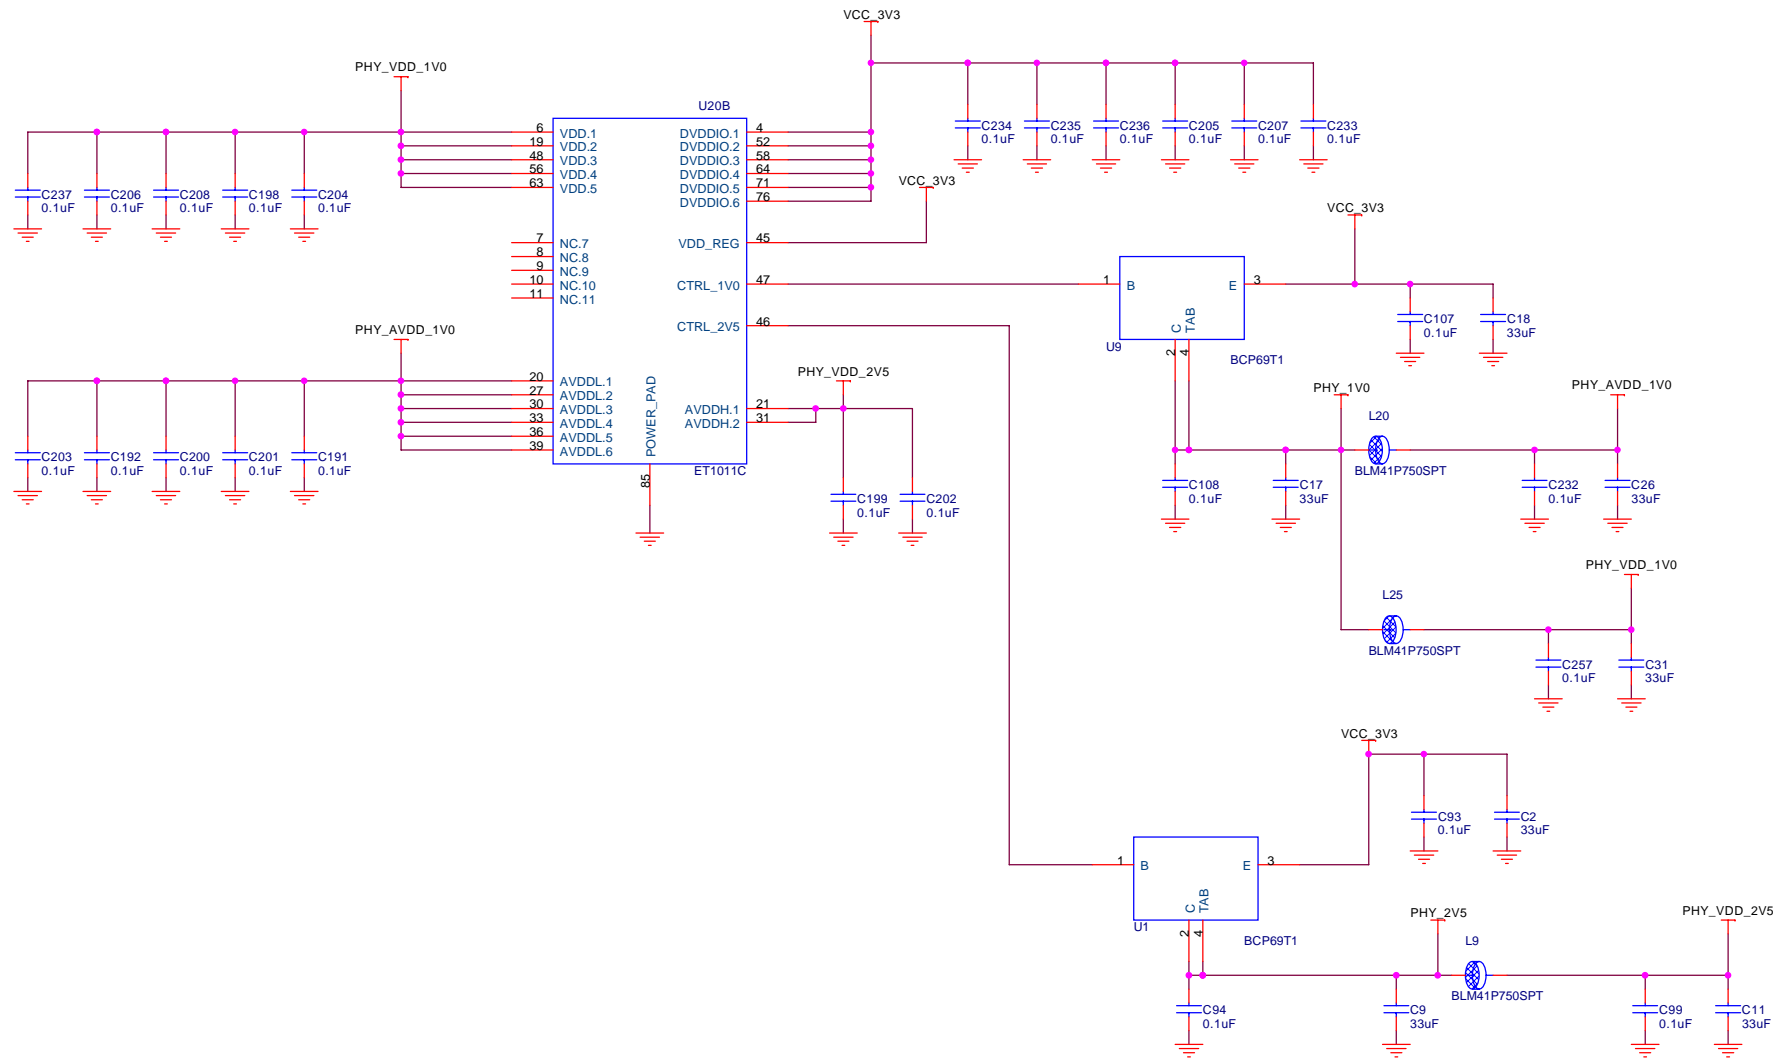 VCC_3V3
PHY_VDD_1V0
U20B
6 VDD.1
19 VDD.2
48 VDD.3
56 VDD.4
63 VDD.5
DVDDIO.1 4
DVDDIO.2 52
DVDDIO.3 58
DVDDIO.4 64
DVDDIO.5 71
DVDDIO.6 76
C234
0.1uF
C235
0.1uF
C236
0.1uF
C205
0.1uF
C207
0.1uF
C233
0.1uF
C237
0.1uF
C206
0.1uF
C208
0.1uF
C198
0.1uF
C204
0.1uF
VCC_3V3
7 NC.7
8 NC.8
9 NC.9
10 NC.10
11 NC.11
VDD_REG 45
CTRL_1V0 47
CTRL_2V5 46
VCC_3V3
1 B
E 3
C
TAB
2
4
U9
BCP69T1
C107
0.1uF
C18
33uF
PHY_AVDD_1V0
20 AVDDL.1
27 AVDDL.2
30 AVDDL.3
33 AVDDL.4
36 AVDDL.5
39 AVDDL.6
POWER_PAD
85
AVDDH.1 21
AVDDH.2 31
ET1011C
PHY_VDD_2V5
C203
0.1uF
C192
0.1uF
C200
0.1uF
C201
0.1uF
C191
0.1uF
C199
0.1uF
C202
0.1uF
PHY_1V0
PHY_AVDD_1V0
L20
BLM41P750SPT
C108
0.1uF
C17
33uF
C232
0.1uF
C26
33uF
PHY_VDD_1V0
L25
BLM41P750SPT
C257
0.1uF
C31
33uF
VCC_3V3
C93
0.1uF
C2
33uF
1 B
E 3
C
TAB
2
4
U1
BCP69T1
PHY_2V5
PHY_VDD_2V5
L9
BLM41P750SPT
C94
0.1uF
C9
33uF
C99
0.1uF
C11
33uF